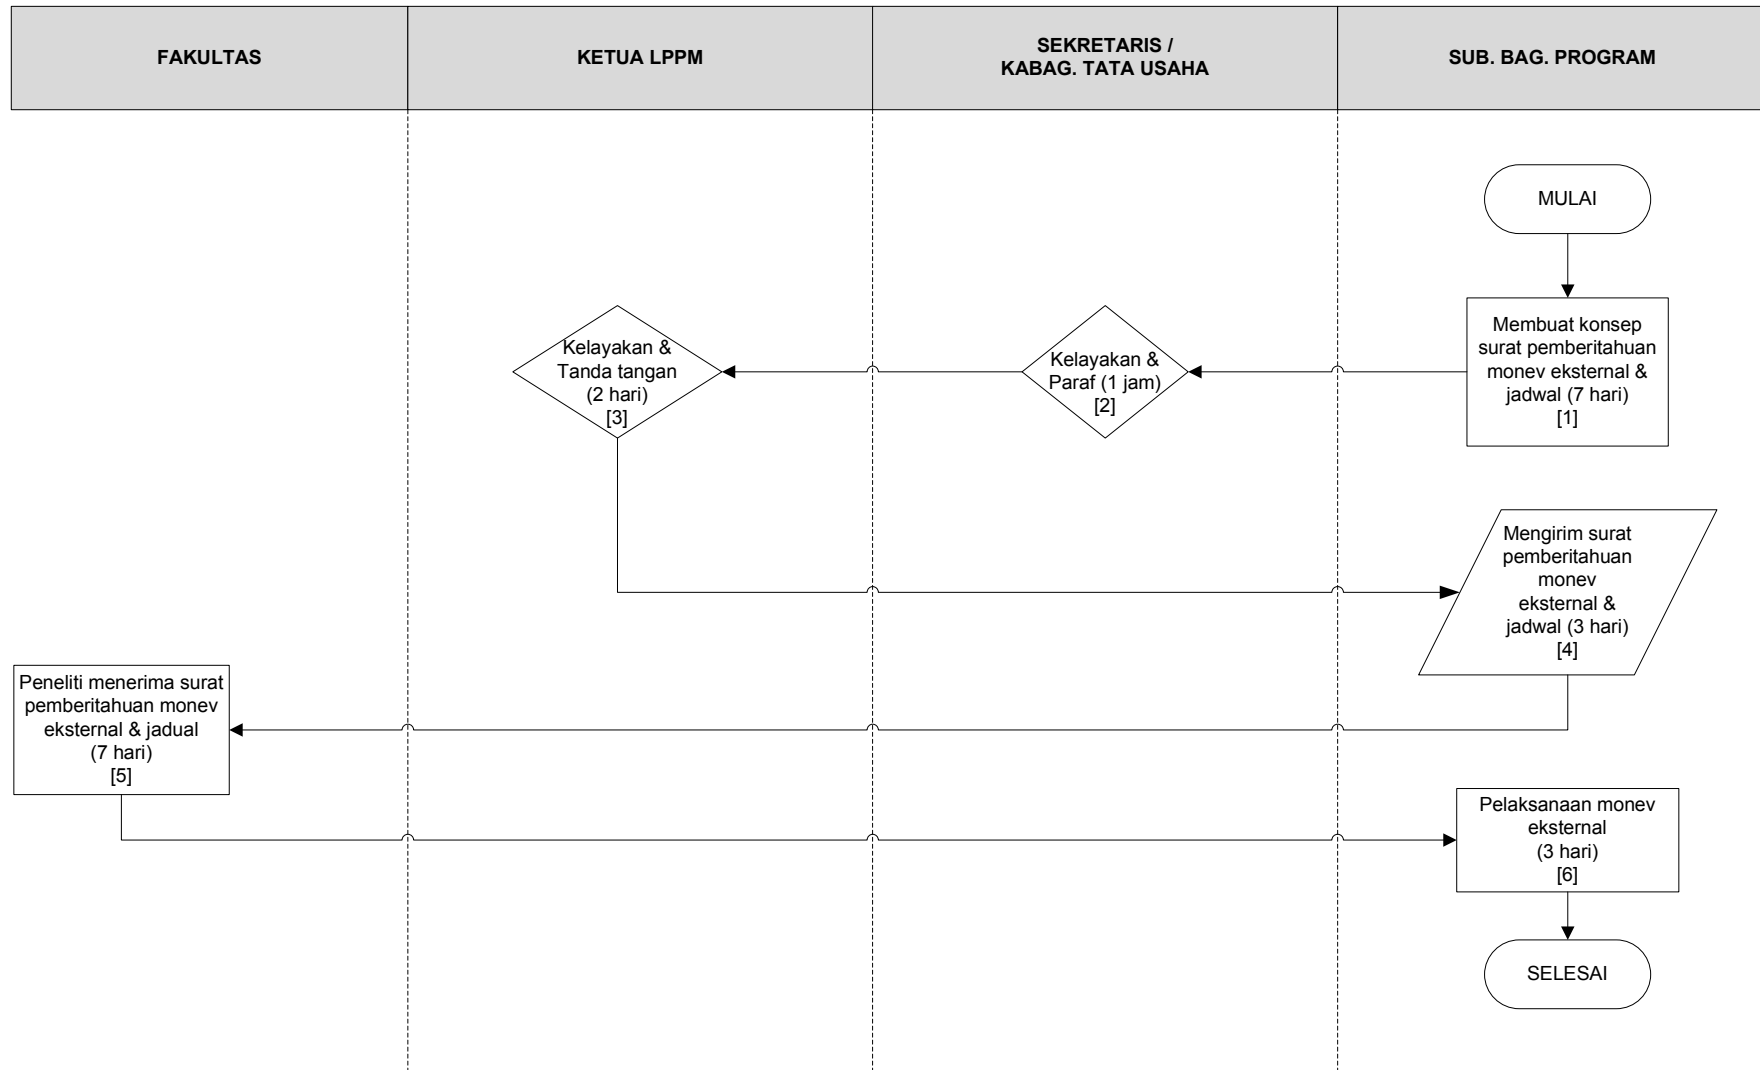 FAKULTAS
KETUA LPPM
SEKRETARIS /
KABAG. TATA USAHA
SUB. BAG. PROGRAM
MULAI
Membuat konsep
surat pemberitahuan
monev eksternal &
jadwal (7 hari)
[1]
Kelayakan &
Paraf (1 jam)
[2]
Kelayakan &
Tanda tangan
(2 hari)
[3]
Mengirim surat
pemberitahuan
monev
eksternal &
jadwal (3 hari)
[4]
Peneliti menerima surat
pemberitahuan monev
eksternal & jadual
(7 hari)
[5]
Pelaksanaan monev
eksternal
(3 hari)
[6]
SELESAI